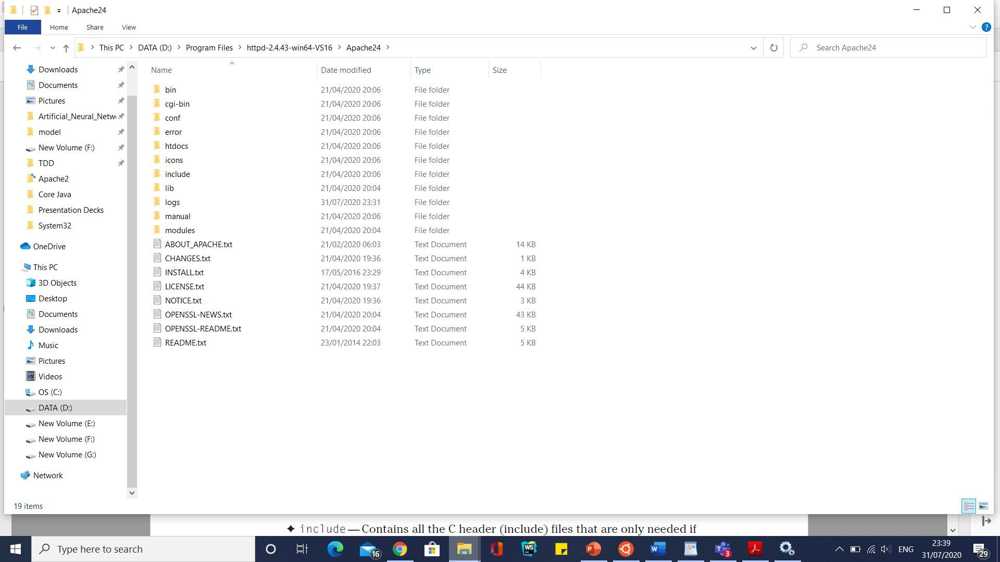 Apache24
File Home Share View
This PC DATA (D:) Program Files httpd-2.4.43-win64-VS16 Apache24
Search Apache24
Downloads
Documents
Pictures
Artificial_Neural_Netw
model
New Volume (F:)
TDD
Apache2
Core Java
Presentation Decks
System32
OneDrive
This PC
3D Objects
Desktop
Documents
Downloads
Music
Pictures
Videos
OS (C:)
DATA (D:)
New Volume (E:)
New Volume (F:)
New Volume (G:)
Network
Name Date modified Type Size
bin 21/04/2020 20:06 File folder
cgi-bin 21/04/2020 20:06 File folder
conf 21/04/2020 20:06 File folder
error 21/04/2020 20:06 File folder
htdocs 21/04/2020 20:06 File folder
icons 21/04/2020 20:06 File folder
include 21/04/2020 20:06 File folder
lib 21/04/2020 20:04 File folder
logs 31/07/2020 23:31 File folder
manual 21/04/2020 20:06 File folder
modules 21/04/2020 20:04 File folder
ABOUT_APACHE.txt 21/02/2020 06:03 Text Document 14 KB
CHANGES.txt 21/04/2020 19:36 Text Document 1 KB
INSTALL.txt 17/05/2016 23:29 Text Document 4 KB
LICENSE.txt 21/04/2020 19:37 Text Document 44 KB
NOTICE.txt 21/04/2020 19:36 Text Document 3 KB
OPENSSL-NEWS.txt 21/04/2020 20:04 Text Document 43 KB
OPENSSL-README.txt 21/04/2020 20:04 Text Document 5 KB
README.txt 23/01/2014 22:03 Text Document 5 KB
19 items
✦ include — Contains all the C header (include) files that are only needed if
Type here to search
16
WS
3
ENG
23:39
31/07/2020
29